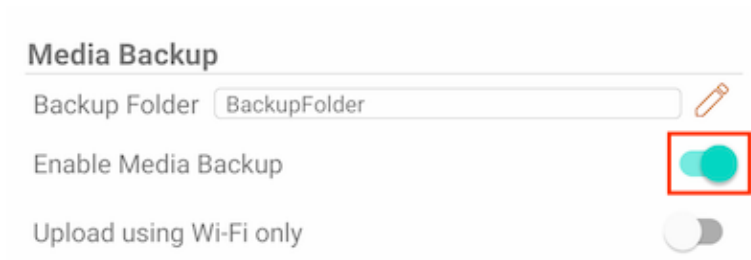 Media Backup
Backup Folder BackupFolder
Enable Media Backup
Upload using Wi-Fi only